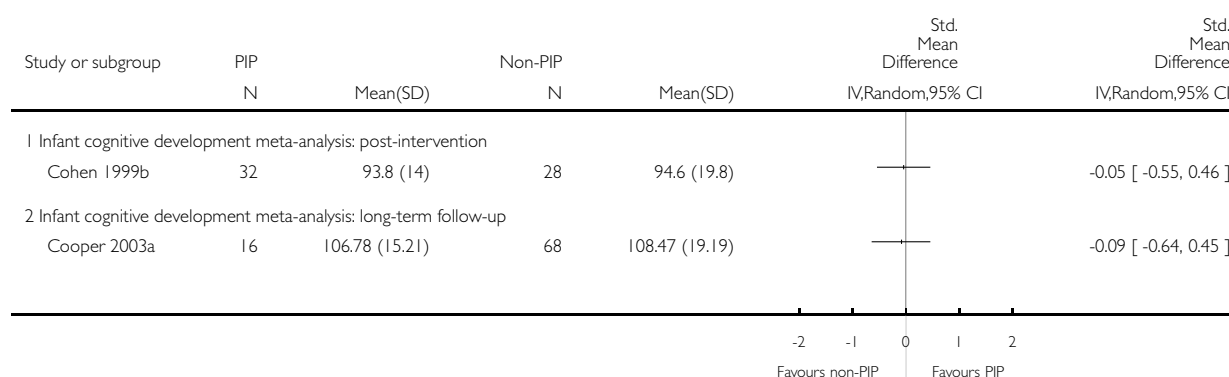 Std.
Mean
Difference
Std.
Mean
Difference
Study or subgroup PIP Non-PIP
N Mean(SD) N Mean(SD) IV,Random,95% CI IV,Random,95% CI
1 Infant cognitive development meta-analysis: post-intervention
Cohen 1999b 32 93.8 (14) 28 94.6 (19.8) -0.05 [ -0.55, 0.46 ]
2 Infant cognitive development meta-analysis: long-term follow-up
Cooper 2003a 16 106.78 (15.21) 68 108.47 (19.19) -0.09 [ -0.64, 0.45 ]
-2 -1 0 1 2
Favours non-PIP Favours PIP